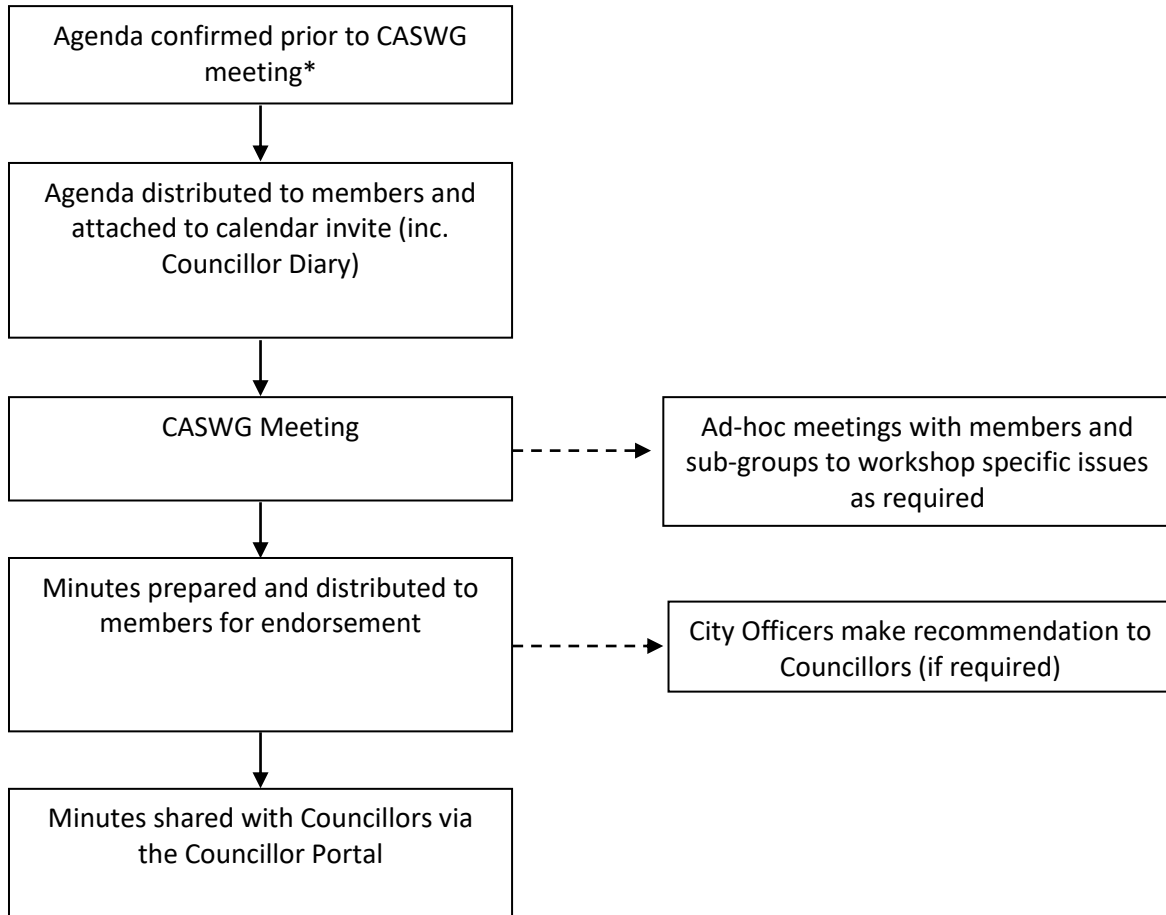 Agenda confirmed prior to CASWG
meeting*
Agenda distributed to members and
attached to calendar invite (inc.
Councillor Diary)
CASWG Meeting
Ad-hoc meetings with members and
sub-groups to workshop specific issues
as required
Minutes prepared and distributed to
members for endorsement
City Officers make recommendation to
Councillors (if required)
Minutes shared with Councillors via
the Councillor Portal